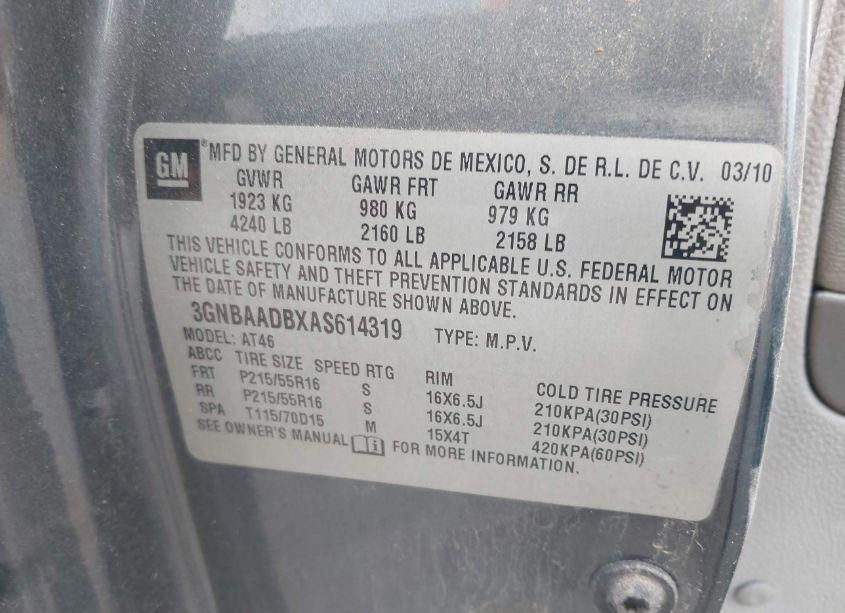 GM
®MFD BY GENERAL MOTORS DE MEXICO, S. DE R.L. DE C.V. 03/10
GVWR GAWR FRT GAWR RR
1923 KG 980 KG 979 KG
4240 LB 2160 LB 2158 LB
THIS VEHICLE CONFORMS TO ALL APPLICABLE U.S. FEDERAL MOTOR
VEHICLE SAFETY AND THEFT PREVENTION STANDARDS IN EFFECT ON
THE DATE OF MANUFACTURE SHOWN ABOVE.
3GNBAADBXAS614319 TYPE: M.P.V.
MODEL: AT46
ABCC TIRE SIZE SPEED RTG RIM COLD TIRE PRESSURE
FRT P215/55R16 S 16X6.5J 210KPA(30PSI)
RR P215/55R16 S 16X6.5J 210KPA(30PSI)
SPA T115/70D15 M 15X4T 420KPA(60PSI)
SEE OWNER'S MANUAL FOR MORE INFORMATION.